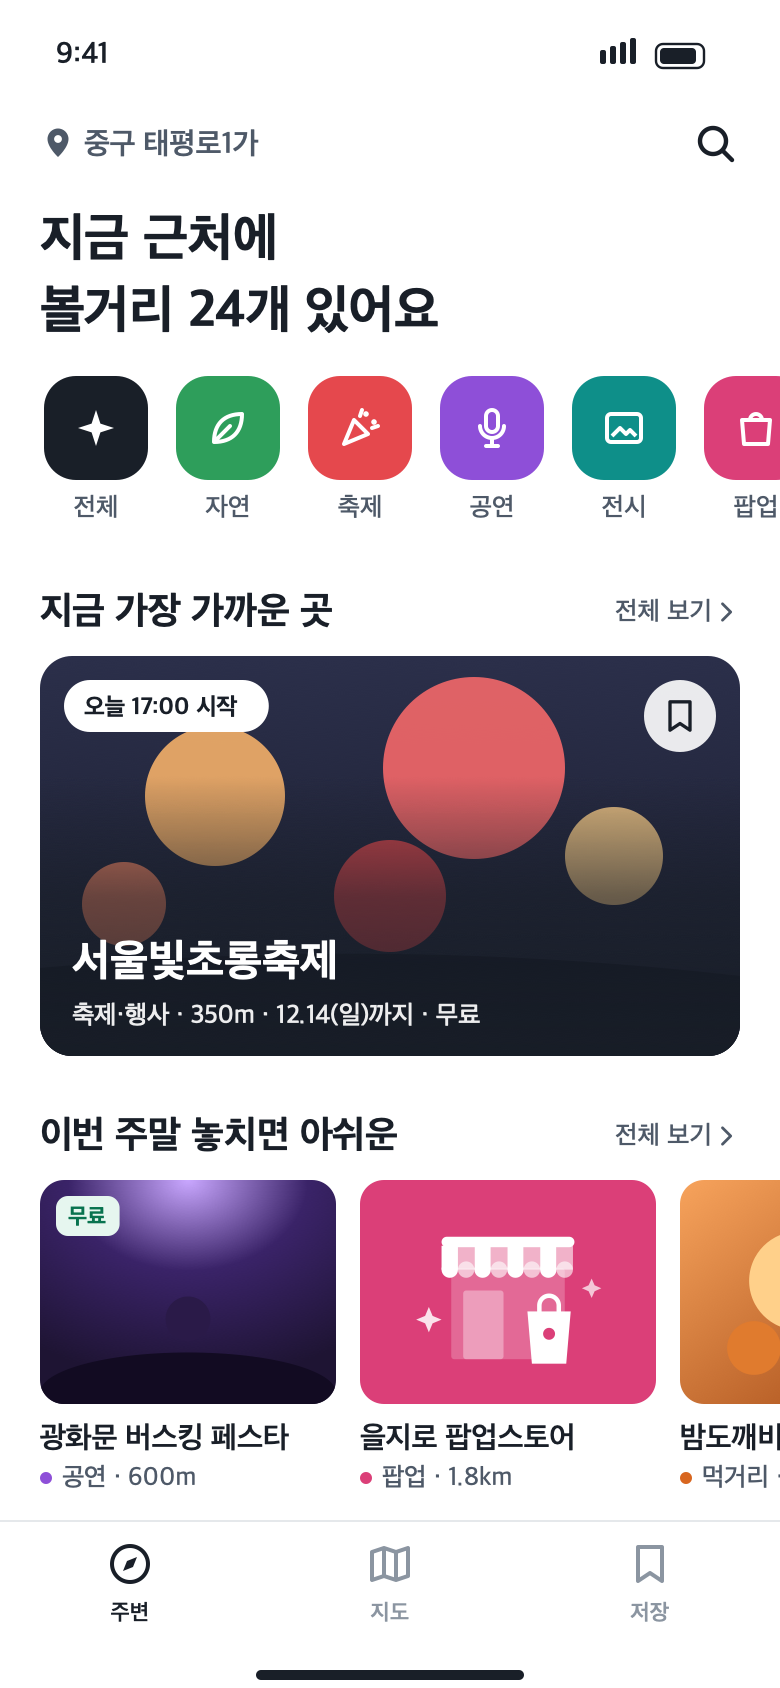 9:41
중구 태평로1가
지금 근처에
볼거리 24개 있어요
전체
자연
축제
공연
전시
팝업
지금 가장 가까운 곳
전체 보기
오늘 17:00 시작
서울빛초롱축제
축제·행사 · 350m · 12.14(일)까지 · 무료
이번 주말 놓치면 아쉬운
전체 보기
무료
광화문 버스킹 페스타
공연 · 600m
을지로 팝업스토어
팝업 · 1.8km
밤도깨비
먹거리 ·
주변
지도
저장